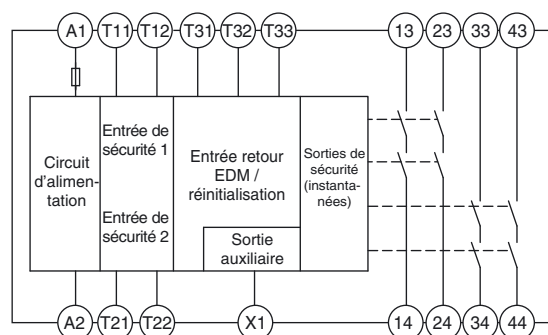 A1 T11 T12 T31 T32 T33 13 23 33 43
Circuit
d'alimen-
tation
Entrée de
sécurité 1
Entrée de
sécurité 2
Entrée retour
EDM /
réinitialisation
Sortie
auxiliaire
Sorties de
sécurité
(instanta-
nées)
A2 T21 T22 X1 14 24 34 44